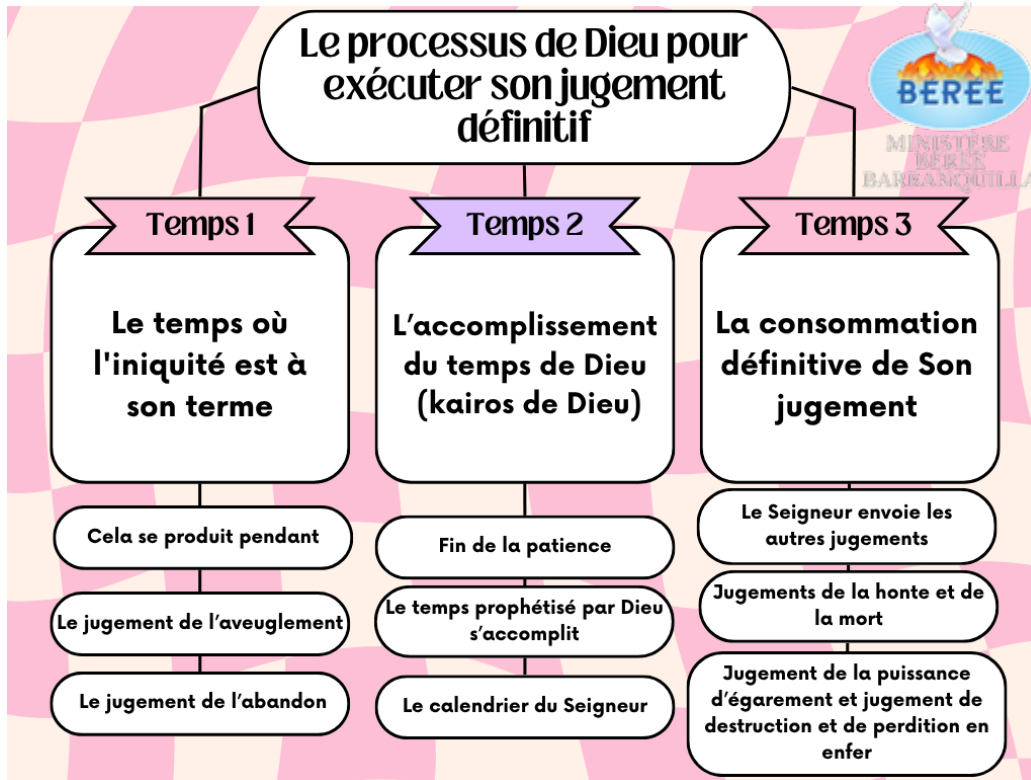 Le processus de Dieu pour
exécuter son jugement
définitif
BÉRÉE
MINISTÈRE
BÉRÉE
BARRANQUILLA
Temps 1
Le temps où
l'iniquité est à
son terme
Cela se produit pendant
Le jugement de l’aveuglement
Le jugement de l’abandon
Temps 2
L’accomplissement
du temps de Dieu
(kairos de Dieu)
Fin de la patience
Le temps prophétisé par Dieu
s’accomplit
Le calendrier du Seigneur
Temps 3
La consommation
définitive de Son
jugement
Le Seigneur envoie les
autres jugements
Jugements de la honte et de
la mort
Jugement de la puissance
d’égarement et jugement de
destruction et de perdition en
enfer